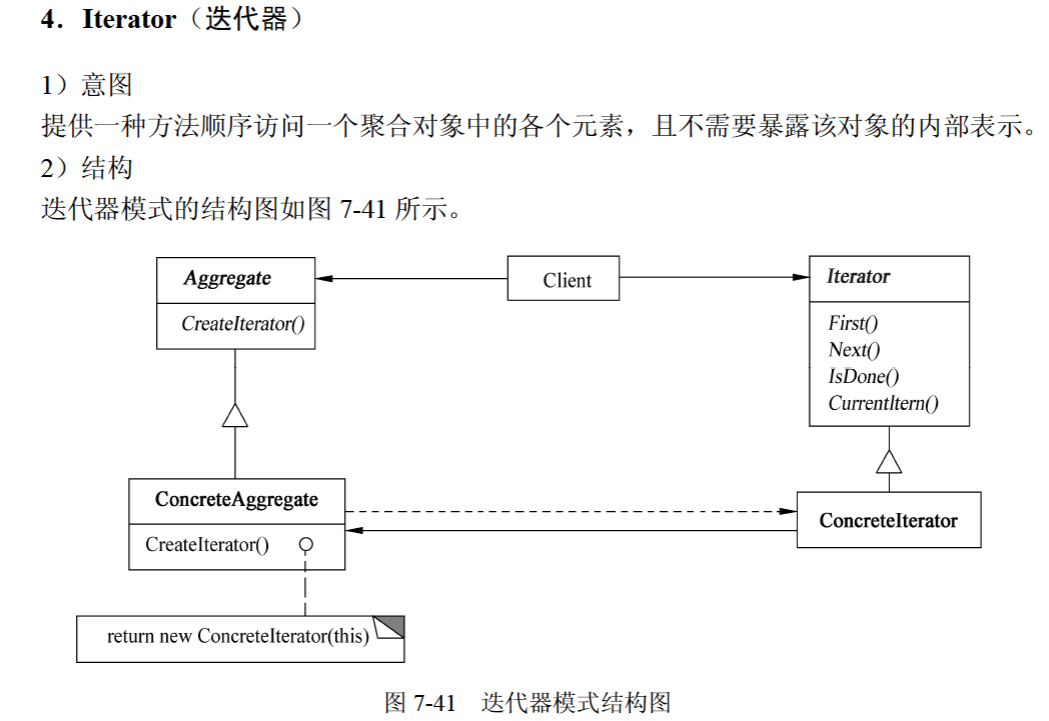 4．Iterator（迭代器）
1）意图
提供一种方法顺序访问一个聚合对象中的各个元素，且不需要暴露该对象的内部表示。
2）结构
迭代器模式的结构图如图 7-41 所示。
Aggregate
CreateIterator()
Client
Iterator
First()
Next()
IsDone()
CurrentItern()
ConcreteAggregate
CreateIterator()
ConcreteIterator
return new ConcreteIterator(this)
图 7-41　迭代器模式结构图